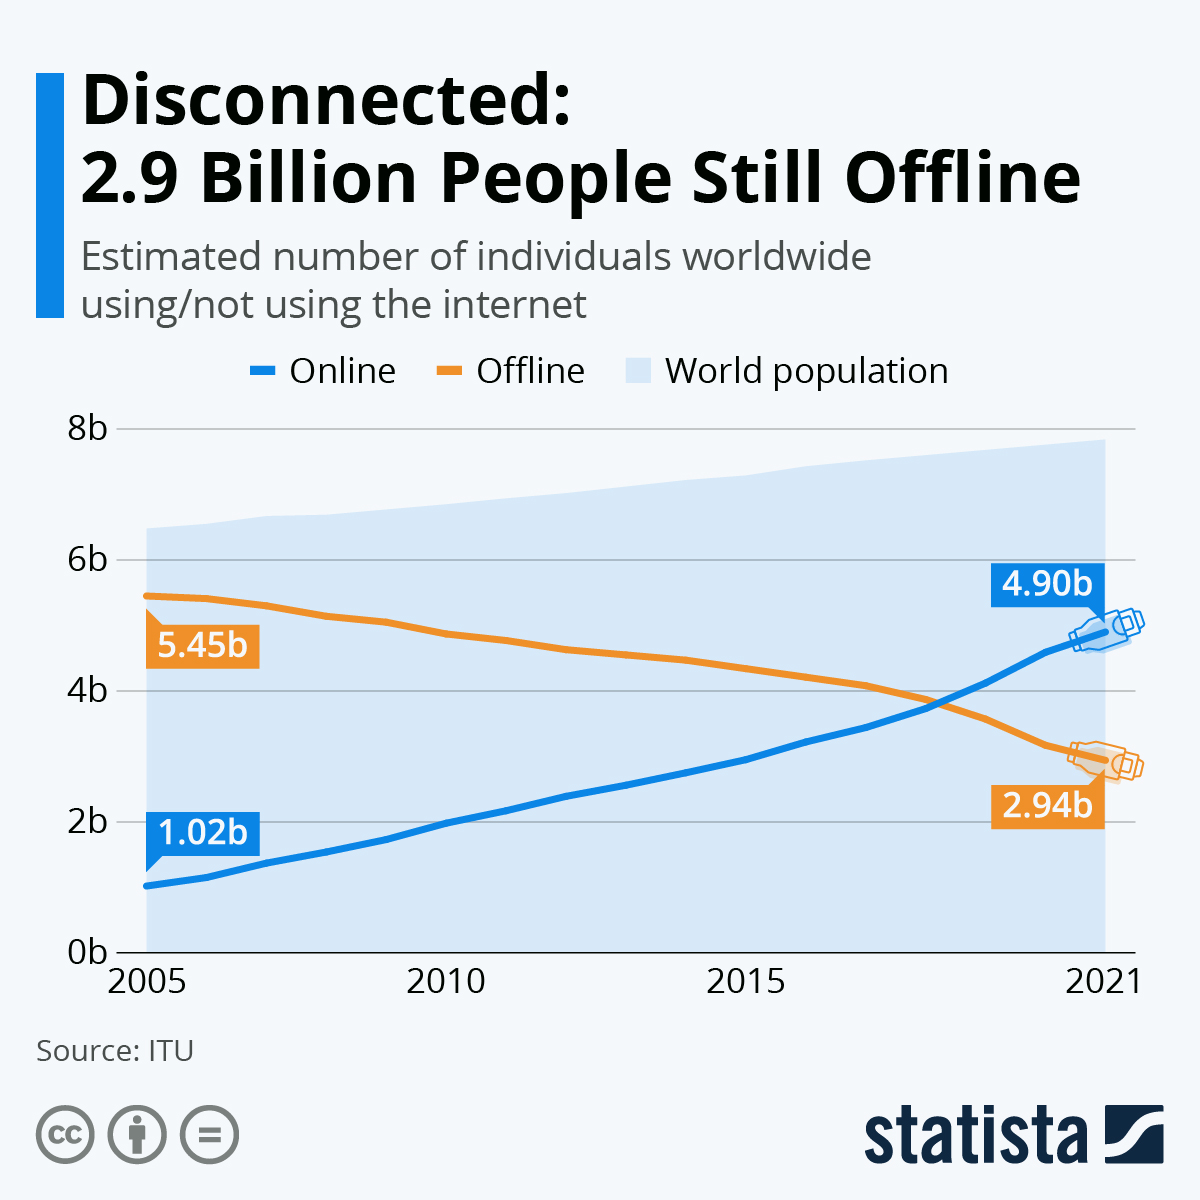 Disconnected:
2.9 Billion People Still Offline
Estimated number of individuals worldwide
using/not using the internet
Online Offline World population
8b
6b
4b
2b
0b
5.45b
1.02b
4.90b
2.94b
2005 2010 2015 2021
Source: ITU
cc
statista